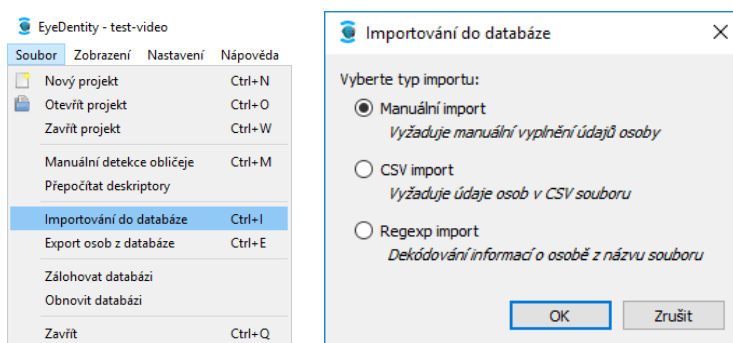 EyeDentity - test-video
Soubor Zobrazení Nastavení Nápověda
Nový projekt Ctrl+N
Otevřít projekt Ctrl+O
Zavřít projekt Ctrl+W
Manuální detekce obličeje Ctrl+M
Přepočítat deskriptory
Importování do databáze Ctrl+I
Export osob z databáze Ctrl+E
Zálohovat databázi
Obnovit databázi
Zavřít Ctrl+Q
Importování do databáze
Vyberte typ importu:
Manuální import
Vyžaduje manuální vyplnění údajů osoby
CSV import
Vyžaduje údaje osob v CSV souboru
Regexp import
Dekódování informací o osobě z názvu souboru
OK Zrušit